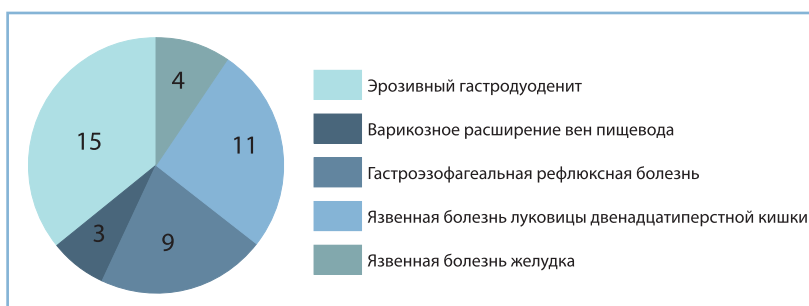 4
15
11
3
9
Эрозивный гастродуоденит
Варикозное расширение вен пищевода
Гастроэзофагеальная рефлюксная болезнь
Язвенная болезнь луковицы двенадцатиперстной кишки
Язвенная болезнь желудка